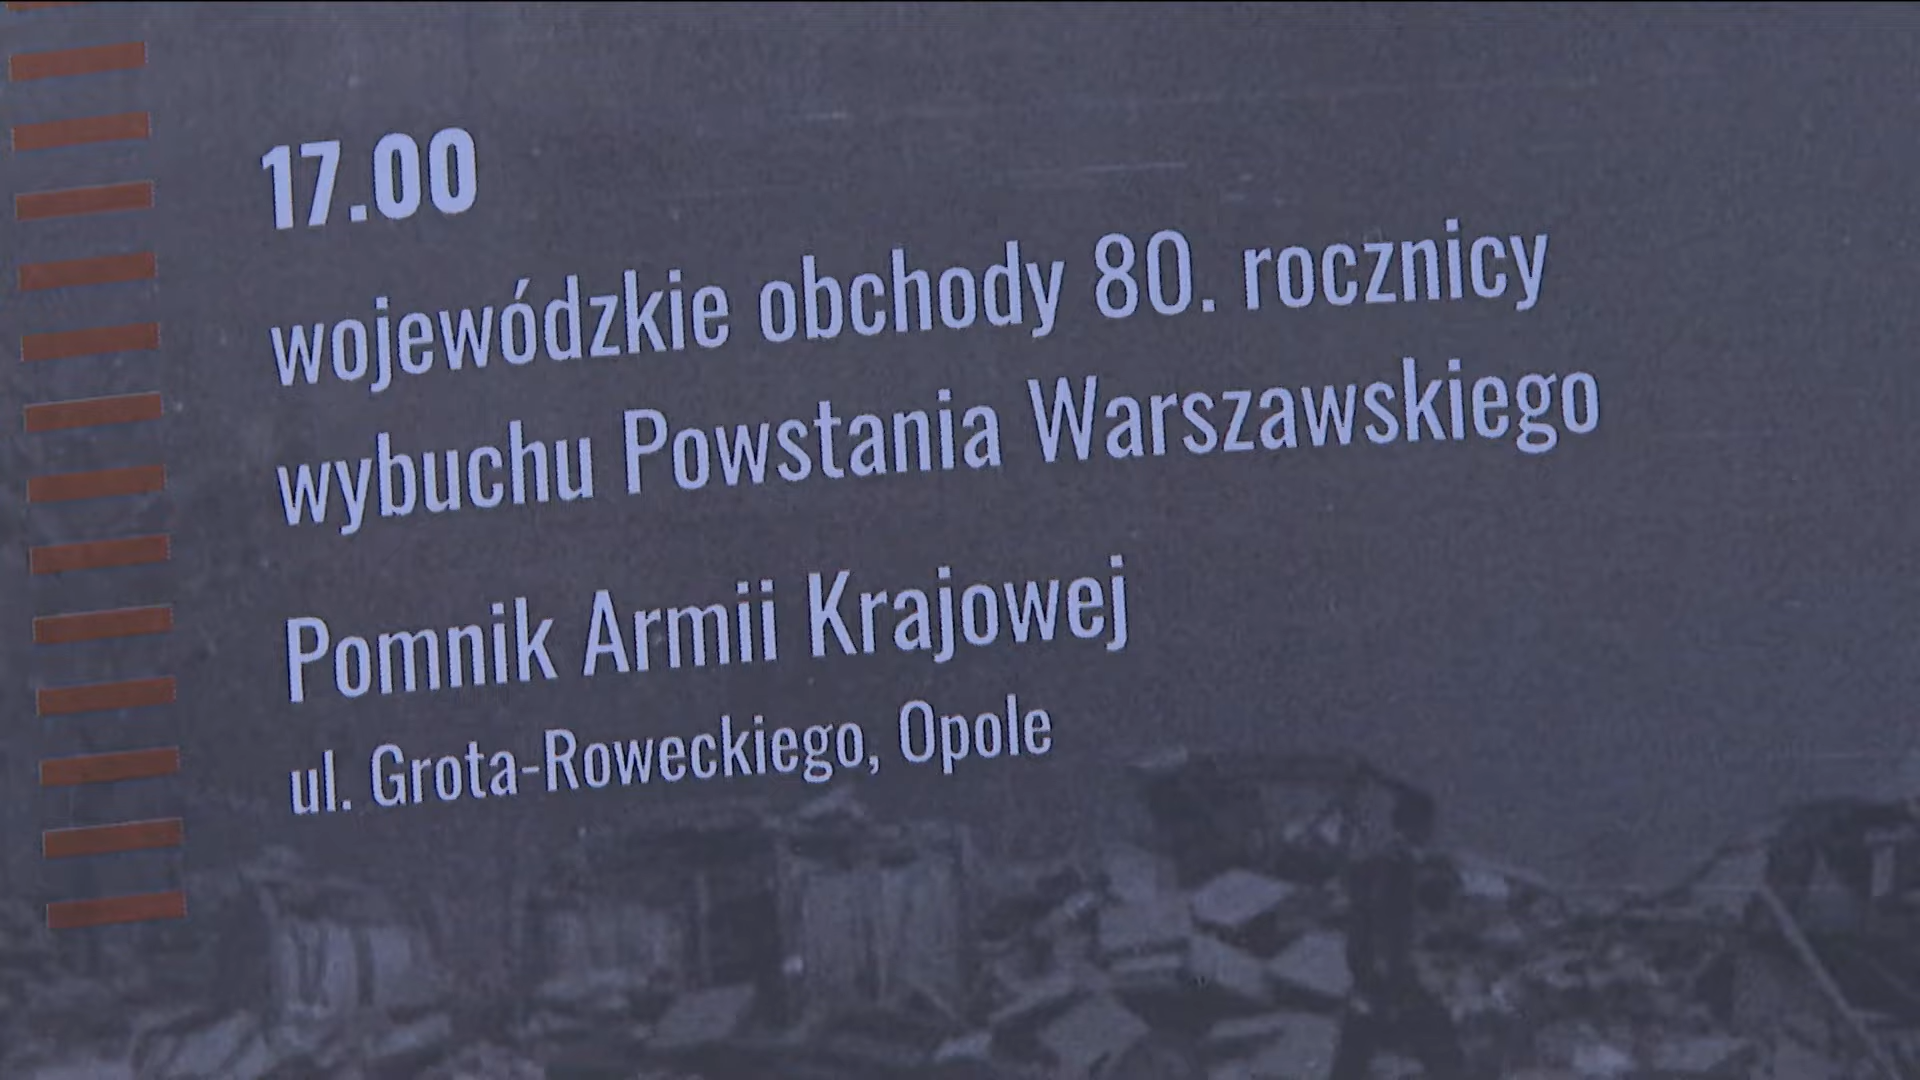 17.00
wojewódzkie obchody 80. rocznicy
wybuchu Powstania Warszawskiego
Pomnik Armii Krajowej
ul. Grota-Roweckiego, Opole